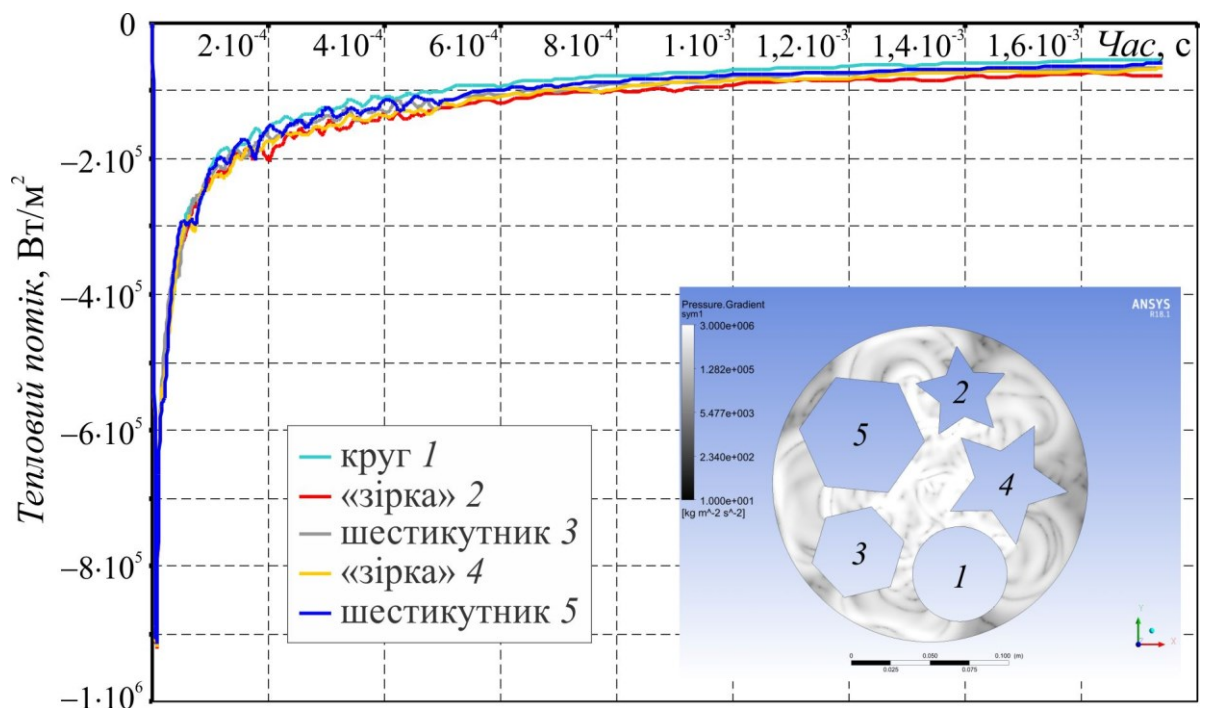 0
2·10⁻⁴ 4·10⁻⁴ 6·10⁻⁴ 8·10⁻⁴ 1·10⁻³ 1,2·10⁻³ 1,4·10⁻³ 1,6·10⁻³ Час, с
Тепловий потік, Вт/м²
−2·10⁵
−4·10⁵
−6·10⁵
−8·10⁵
−1·10⁶
круг 1
«зірка» 2
шестикутник 3
«зірка» 4
шестикутник 5
Pressure.Gradient
sym1
3.000e+006
1.282e+005
5.477e+003
2.340e+002
1.000e+001
[kg m^-2 s^-2]
ANSYS
R18.1
2
5
4
3
1
0 0.050 0.100 (m)
0.025 0.075
Y
X